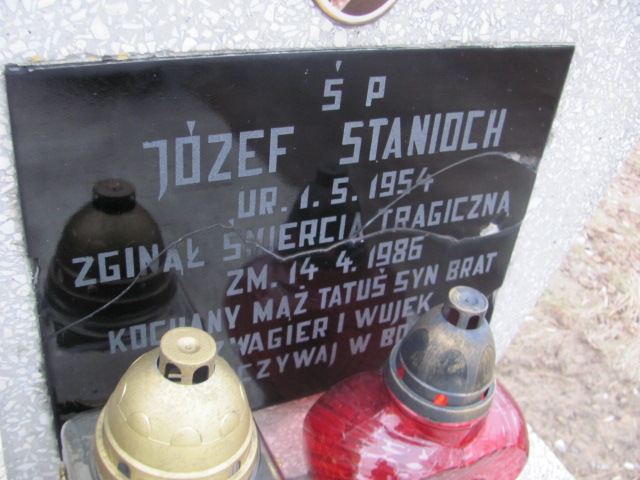 Ś P
JÓZEF STANIOCH
UR. 1. 5. 1954
ZGINĄŁ ŚMIERCIĄ TRAGICZNĄ
ZM. 14 4. 1986
KOCHANY MĄŻ TATUŚ SYN BRAT
I WUJEK